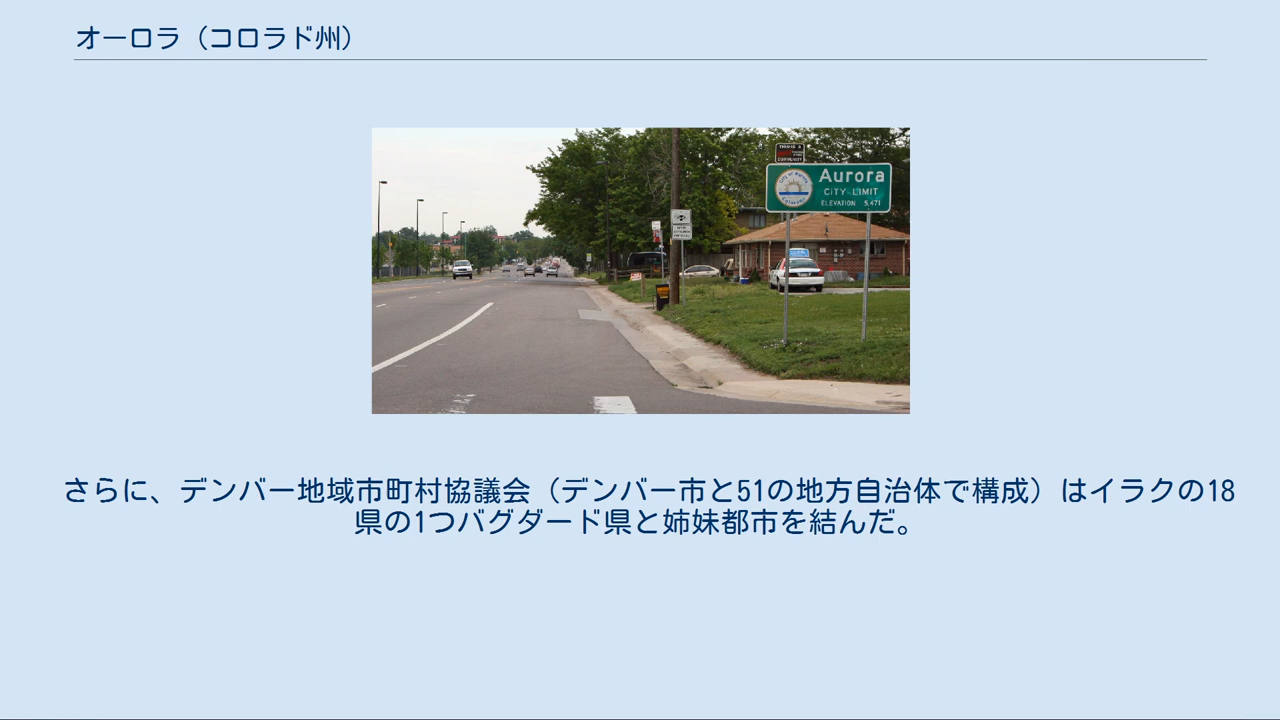 オーロラ（コロラド州）
Aurora
CITY LIMIT
ELEVATION 5,471
さらに、デンバー地域市町村協議会（デンバー市と51の地方自治体で構成）はイラクの18
県の1つバグダード県と姉妹都市を結んだ。